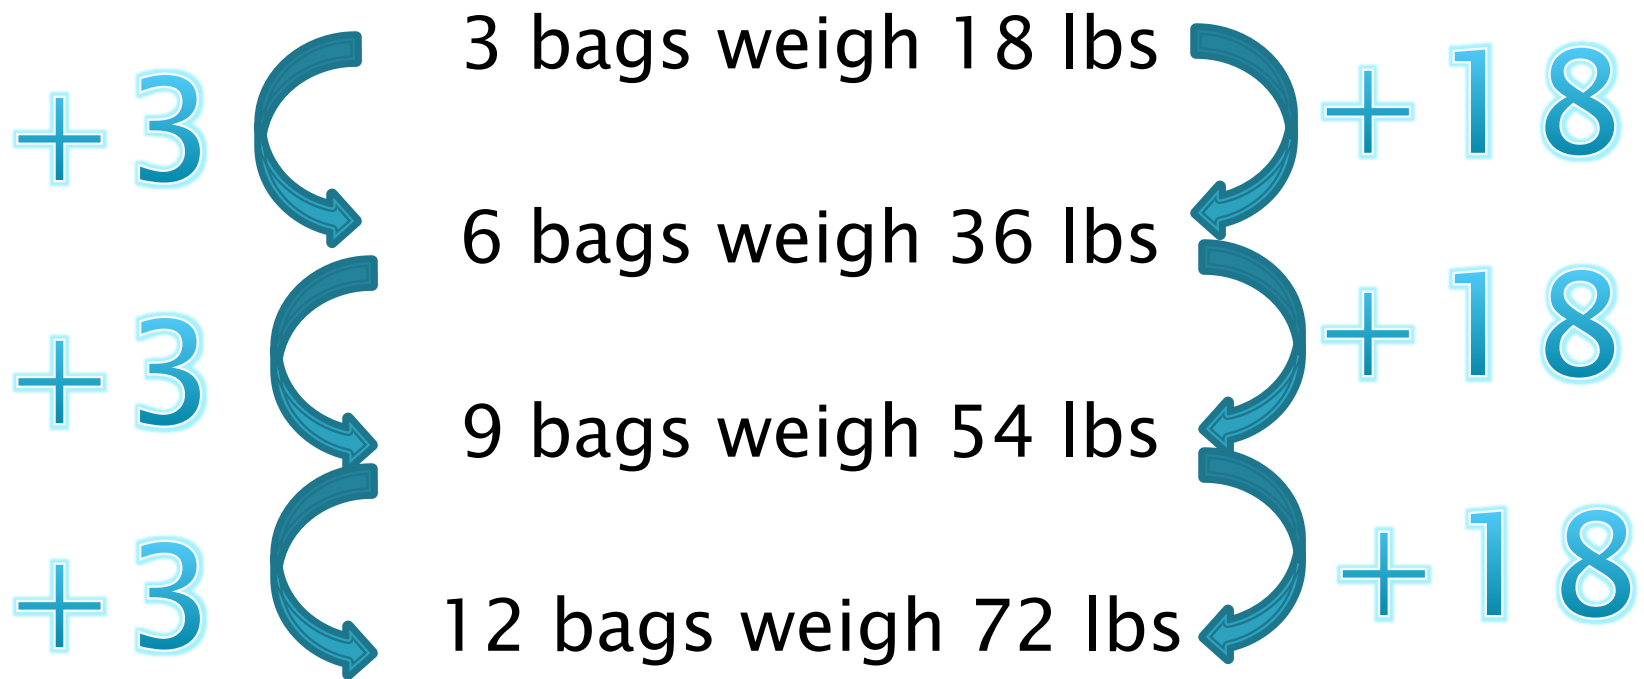 3 bags weigh 18 lbs
+3
+18
6 bags weigh 36 lbs
+3
+18
9 bags weigh 54 lbs
+3
+18
12 bags weigh 72 lbs